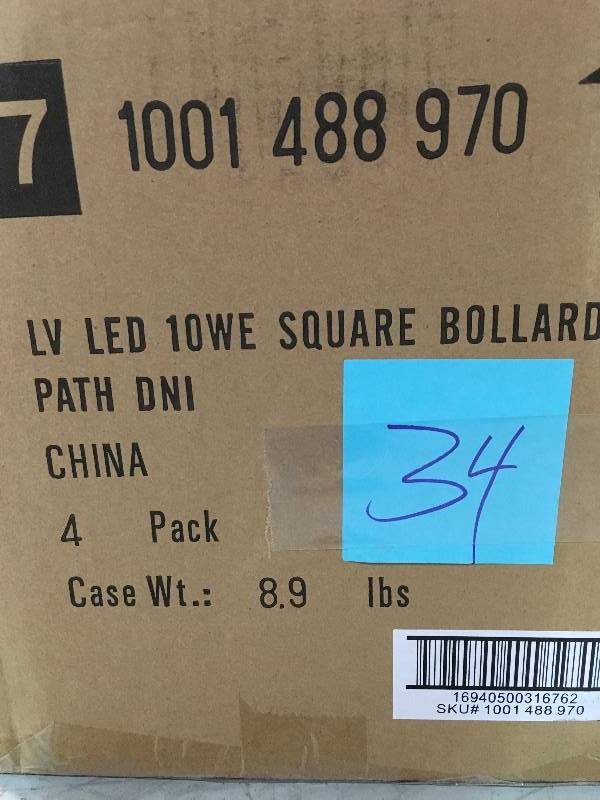 7
1001 488 970
LV LED 10WE SQUARE BOLLARD
PATH DNI
34
CHINA
4 Pack
Case Wt.: 8.9 lbs
16940500316762
SKU# 1001 488 970